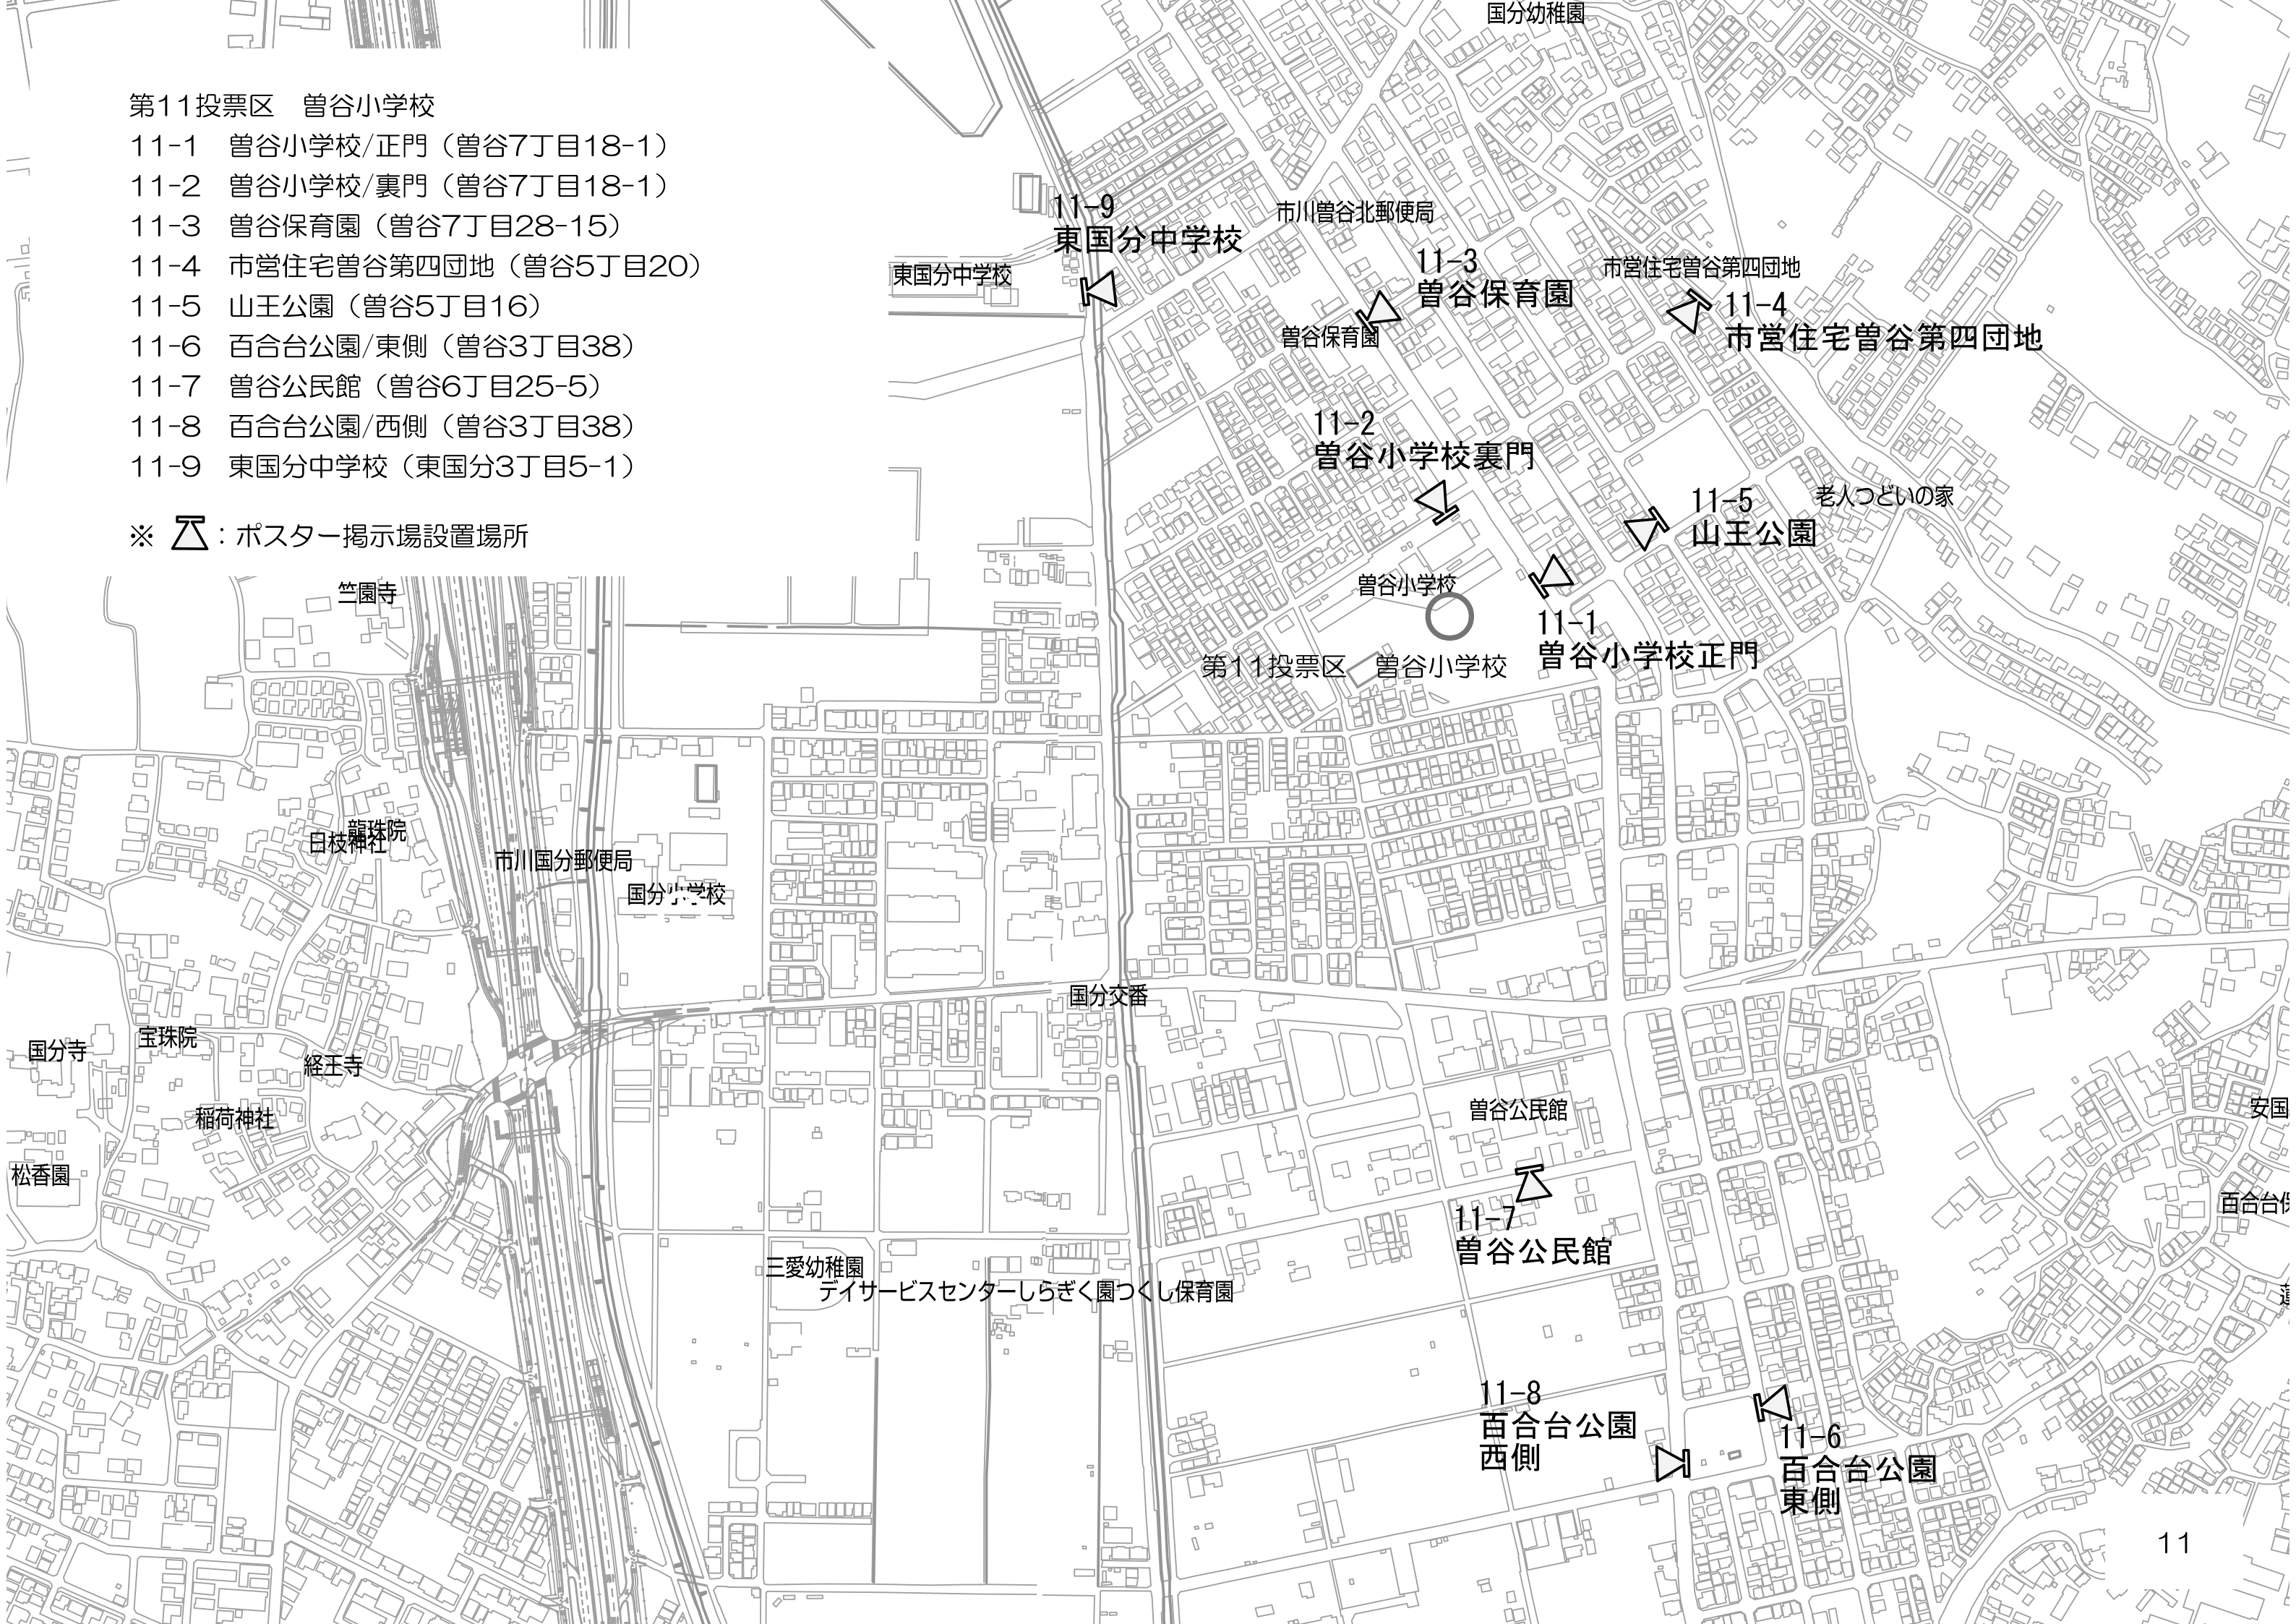 第11投票区　曽谷小学校
11-1　曽谷小学校/正門（曽谷7丁目18-1）
11-2　曽谷小学校/裏門（曽谷7丁目18-1）
11-3　曽谷保育園（曽谷7丁目28-15）
11-4　市営住宅曽谷第四団地（曽谷5丁目20）
11-5　山王公園（曽谷5丁目16）
11-6　百合台公園/東側（曽谷3丁目38）
11-7　曽谷公民館（曽谷6丁目25-5）
11-8　百合台公園/西側（曽谷3丁目38）
11-9　東国分中学校（東国分3丁目5-1）
※　：ポスター掲示場設置場所
国分幼稚園
11-9
東国分中学校
東国分中学校
市川曽谷北郵便局
11-3
曽谷保育園
曽谷保育園
市営住宅曽谷第四団地
11-4
市営住宅曽谷第四団地
11-2
曽谷小学校裏門
11-5
山王公園
老人つどいの家
曽谷小学校
11-1
曽谷小学校正門
第11投票区　曽谷小学校
竺園寺
龍珠院
日枝神社
市川国分郵便局
国分小学校
国分交番
国分寺
宝珠院
経王寺
稲荷神社
松香園
曽谷公民館
11-7
曽谷公民館
安国
百合台保
三愛幼稚園
デイサービスセンターしらぎく園つくし保育園
11-8
百合台公園
西側
11-6
百合台公園
東側
11